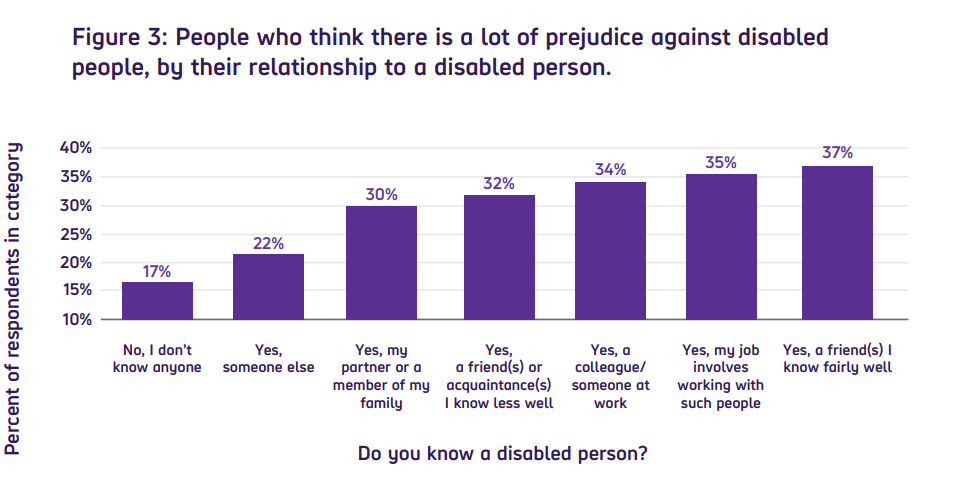 Figure 3: People who think there is a lot of prejudice against disabled
people, by their relationship to a disabled person.
Percent of respondents in category
40%
35%
30%
25%
20%
15%
10%
17%
22%
30%
32%
34%
35%
37%
No, I don't
know anyone
Yes,
someone else
Yes, my
partner or a
member of my
family
Yes,
a friend(s) or
acquaintance(s)
I know less well
Yes, a
colleague/
someone at
work
Yes, my job
involves
working with
such people
Yes, a friend(s) I
know fairly well
Do you know a disabled person?